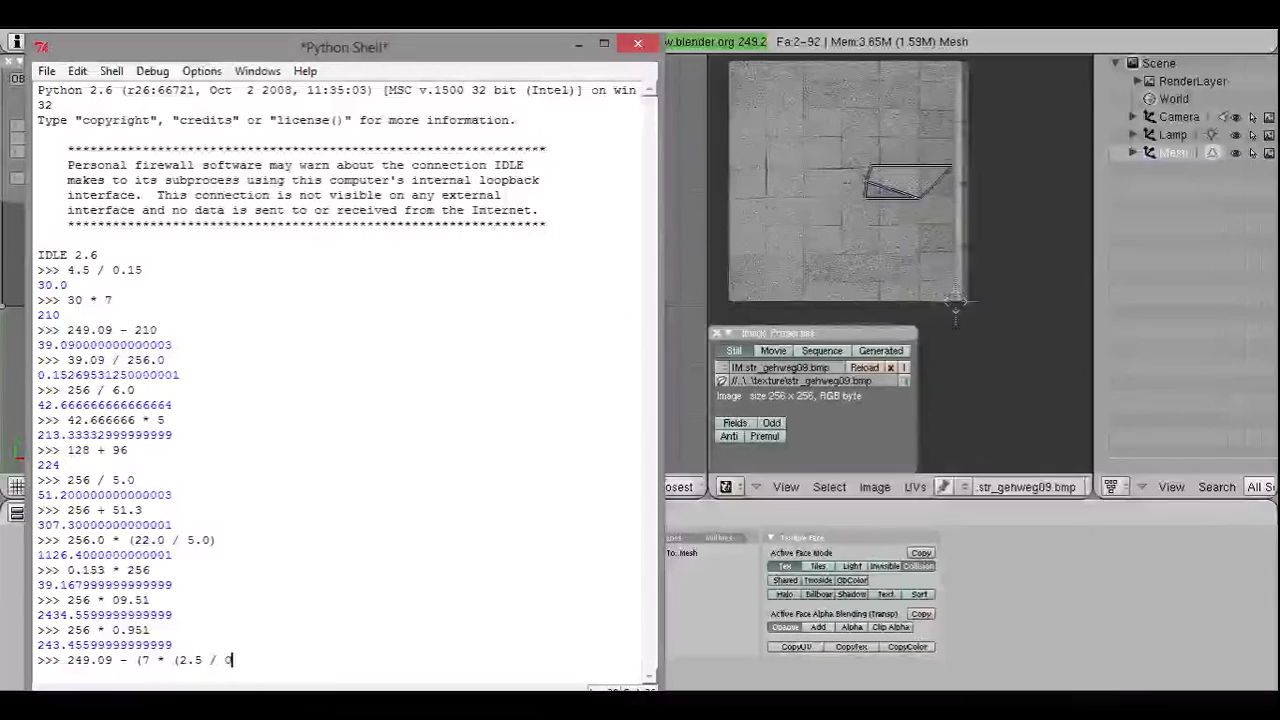 *Python Shell*
File Edit Shell Debug Options Windows Help
Python 2.6 (r26:66721, Oct 2 2008, 11:35:03) [MSC v.1500 32 bit (Intel)] on win
32
Type "copyright", "credits" or "license()" for more information.
****************************************************************
Personal firewall software may warn about the connection IDLE
makes to its subprocess using this computer's internal loopback
interface. This connection is not visible on any external
interface and no data is sent to or received from the Internet.
****************************************************************
IDLE 2.6
>>> 4.5 / 0.15
30.0
>>> 30 * 7
210
>>> 249.09 - 210
39.090000000000003
>>> 39.09 / 256.0
0.15269531250000001
>>> 256 / 6.0
42.666666666666664
>>> 42.666666 * 5
213.33332999999999
>>> 128 + 96
224
>>> 256 / 5.0
51.200000000000003
>>> 256 + 51.3
307.30000000000001
>>> 256.0 * (22.0 / 5.0)
1126.4000000000001
>>> 0.153 * 256
39.167999999999999
>>> 256 * 09.51
2434.5599999999999
>>> 256 * 0.951
243.45599999999999
>>> 249.09 - (7 * (2.5 / 0
w.blender.org 249.2 Fa:2-92 | Mem:3.65M (1.59M) Mesh
Scene
RenderLayer
World
Camera
Lamp
Mesh
Image Properties
Still Movie Sequence Generated
IM:str_gehweg09.bmp Reload X
//..\..\texture\str_gehweg09.bmp
Image size 256 x 256, RGB byte
Fields Odd
Anti Premul
osest View Select Image UVs :str_gehweg09.bmp View Search All S
Texture Face
To..Mesh
Active Face Mode Copy
Tex Tiles Light Invisible Collision
Shared Twoside ObColor
Halo Billboar Shadow Text Sort
Active Face Alpha Blending (Transp) Copy
Opaque Add Alpha Clip Alpha
CopyUV CopyTex CopyColor